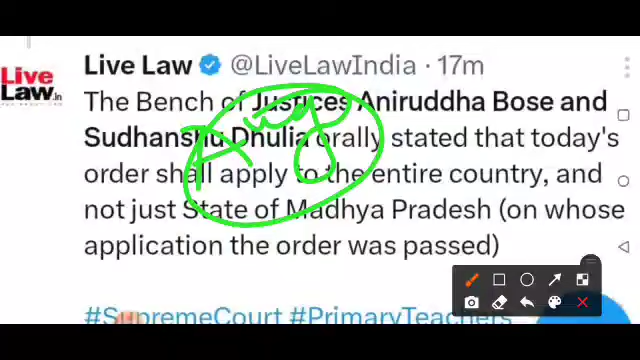 Live Law @LiveLawIndia · 17m
Live
Law.in
The Bench of Justices Aniruddha Bose and
Sudhanshu Dhulia orally stated that today's
order shall apply to the entire country, and
not just State of Madhya Pradesh (on whose
application the order was passed)
#SupremeCourt #PrimaryTeachers